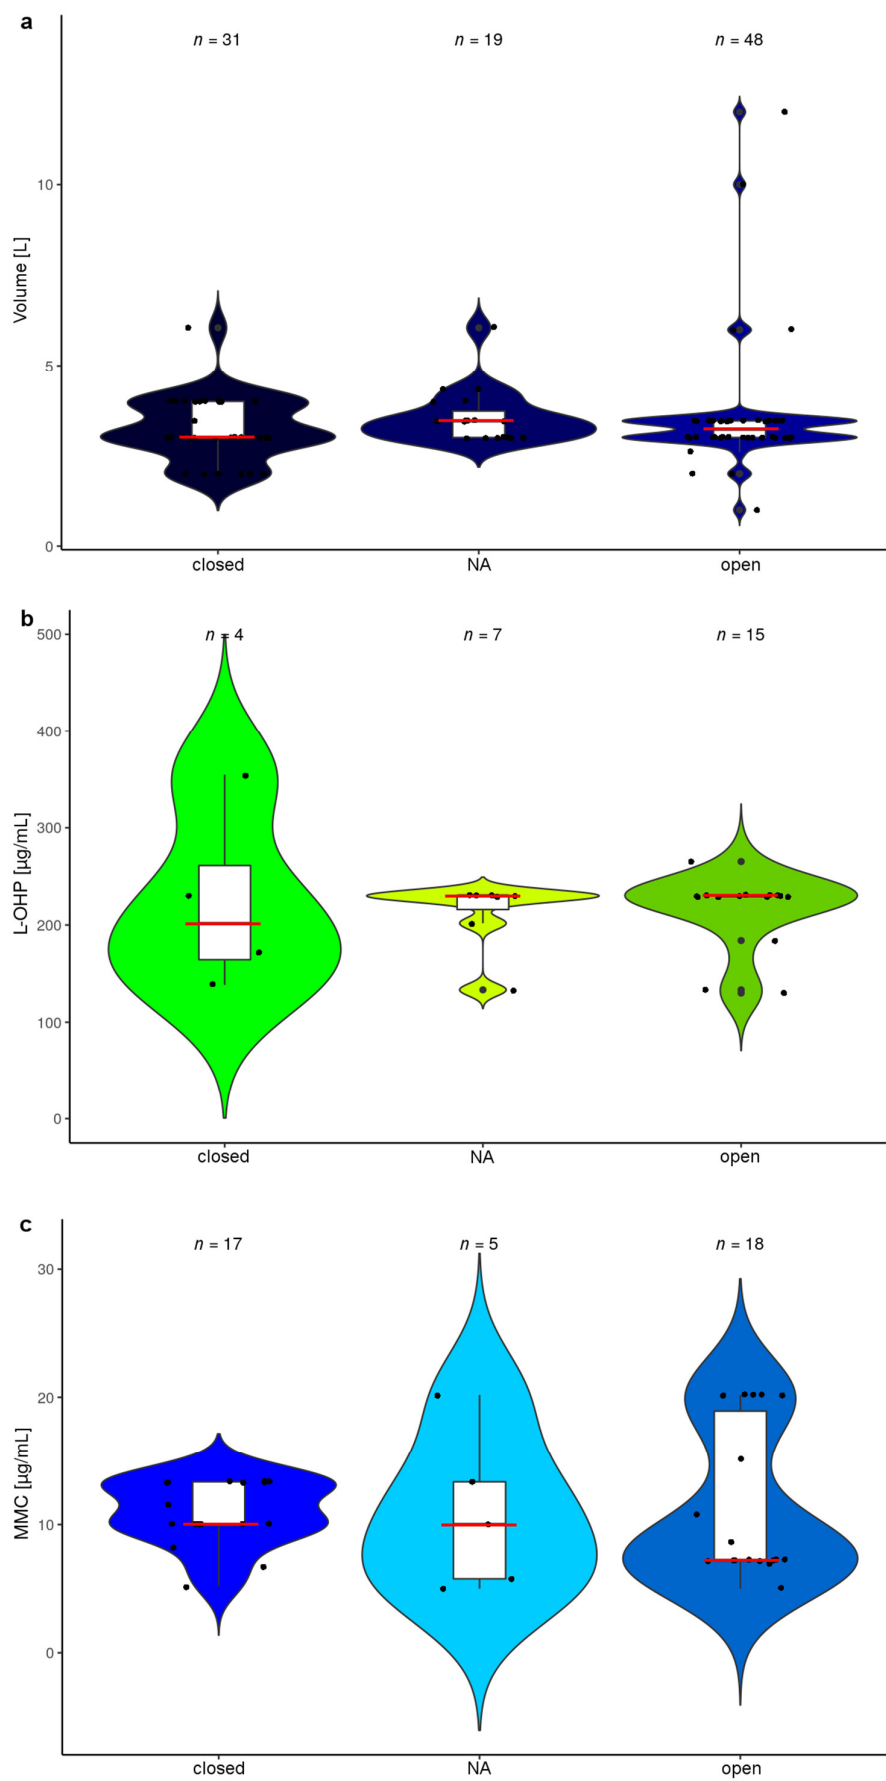 a
n = 31 n = 19 n = 48
10
Volume [L]
5
0
closed NA open
b
500 n = 4 n = 7 n = 15
400
300
L-OHP [µg/mL]
200
100
0
closed NA open
c
n = 17 n = 5 n = 18
30
20
MMC [µg/mL]
10
0
closed NA open